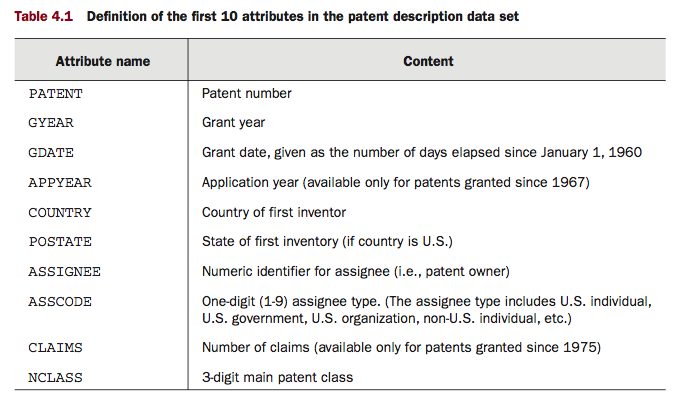 Table 4.1 Definition of the first 10 attributes in the patent description data set
Attribute name Content
PATENT Patent number
GYEAR Grant year
GDATE Grant date, given as the number of days elapsed since January 1, 1960
APPYEAR Application year (available only for patents granted since 1967)
COUNTRY Country of first inventor
POSTATE State of first inventory (if country is U.S.)
ASSIGNEE Numeric identifier for assignee (i.e., patent owner)
ASSCODE One-digit (1-9) assignee type. (The assignee type includes U.S. individual,
U.S. government, U.S. organization, non-U.S. individual, etc.)
CLAIMS Number of claims (available only for patents granted since 1975)
NCLASS 3-digit main patent class